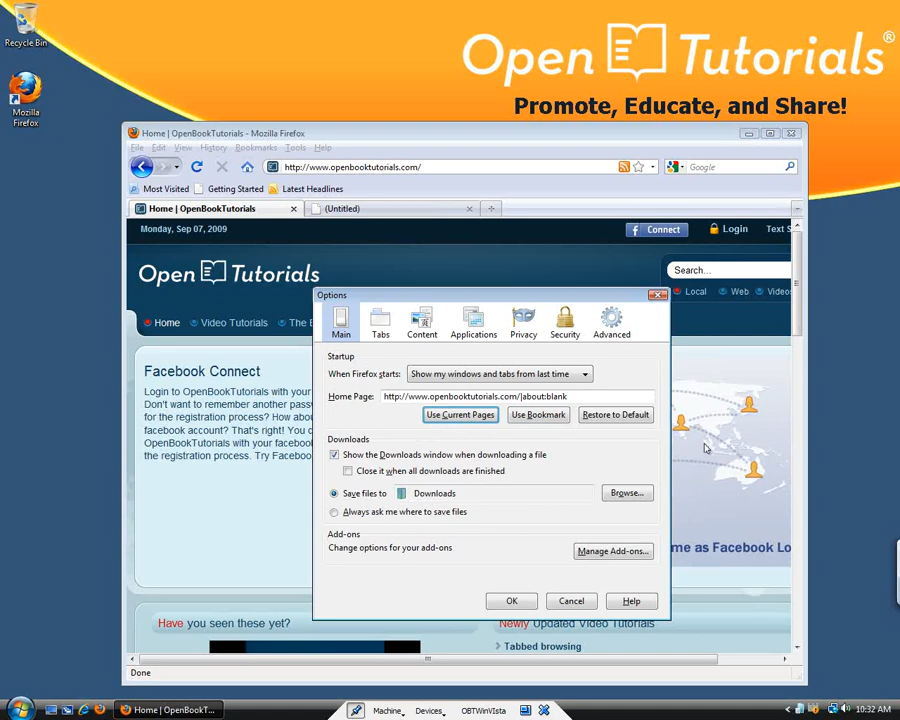 Recycle Bin
Mozilla
Firefox
Open Tutorials®
Promote, Educate, and Share!
Home | OpenBookTutorials - Mozilla Firefox
File Edit View History Bookmarks Tools Help
http://www.openbooktutorials.com/
Google
Most Visited Getting Started Latest Headlines
Home | OpenBookTutorials
(Untitled)
Monday, Sep 07, 2009
f Connect
Login
Text S
Open Tutorials
Search...
Local Web Videos
Home Video Tutorials The B
Facebook Connect
Login to OpenBookTutorials with your
Don't want to remember another pass
for the registration process? How abou
facebook account? That's right! You c
OpenBookTutorials with your facebook
the registration process. Try Facebook
me as Facebook Lo
Options
Main Tabs Content Applications Privacy Security Advanced
Startup
When Firefox starts: Show my windows and tabs from last time
Home Page: http://www.openbooktutorials.com/|about:blank
Use Current Pages Use Bookmark Restore to Default
Downloads
Show the Downloads window when downloading a file
Close it when all downloads are finished
Save files to Downloads Browse...
Always ask me where to save files
Add-ons
Change options for your add-ons
Manage Add-ons...
OK Cancel Help
Have you seen these yet?
Newly Updated Video Tutorials
Tabbed browsing
Done
Home | OpenBookT...
Machine Devices OBTWinVIsta
10:32 AM